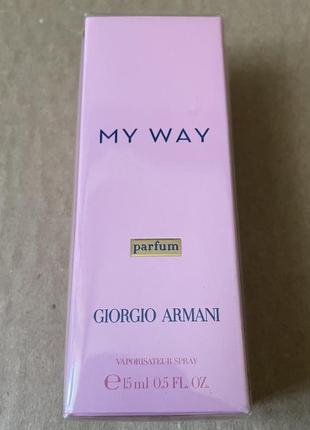 MY WAY
parfum
GIORGIO ARMANI
VAPORISATEUR SPRAY
℮15 ml 0.5 FL. OZ.